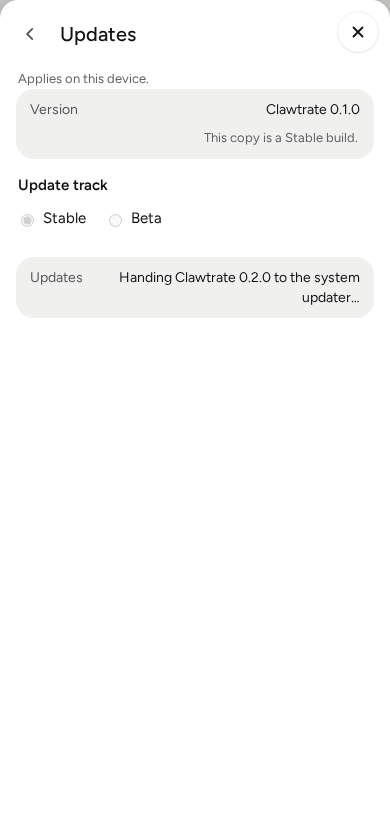 Updates
Applies on this device.
Version
Clawtrate 0.1.0
This copy is a Stable build.
Update track
Stable
Beta
Updates
Handing Clawtrate 0.2.0 to the system
updater...